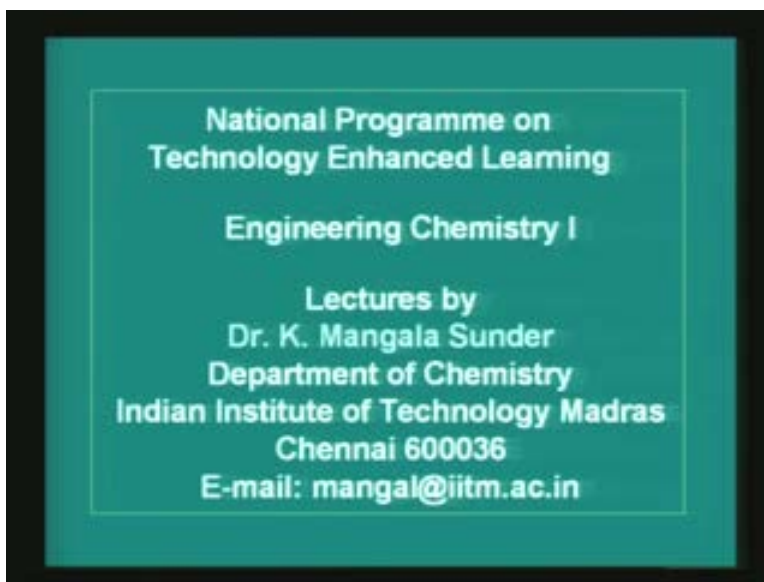 National Programme on
Technology Enhanced Learning
Engineering Chemistry I
Lectures by
Dr. K. Mangala Sunder
Department of Chemistry
Indian Institute of Technology Madras
Chennai 600036
E-mail: mangal@iitm.ac.in